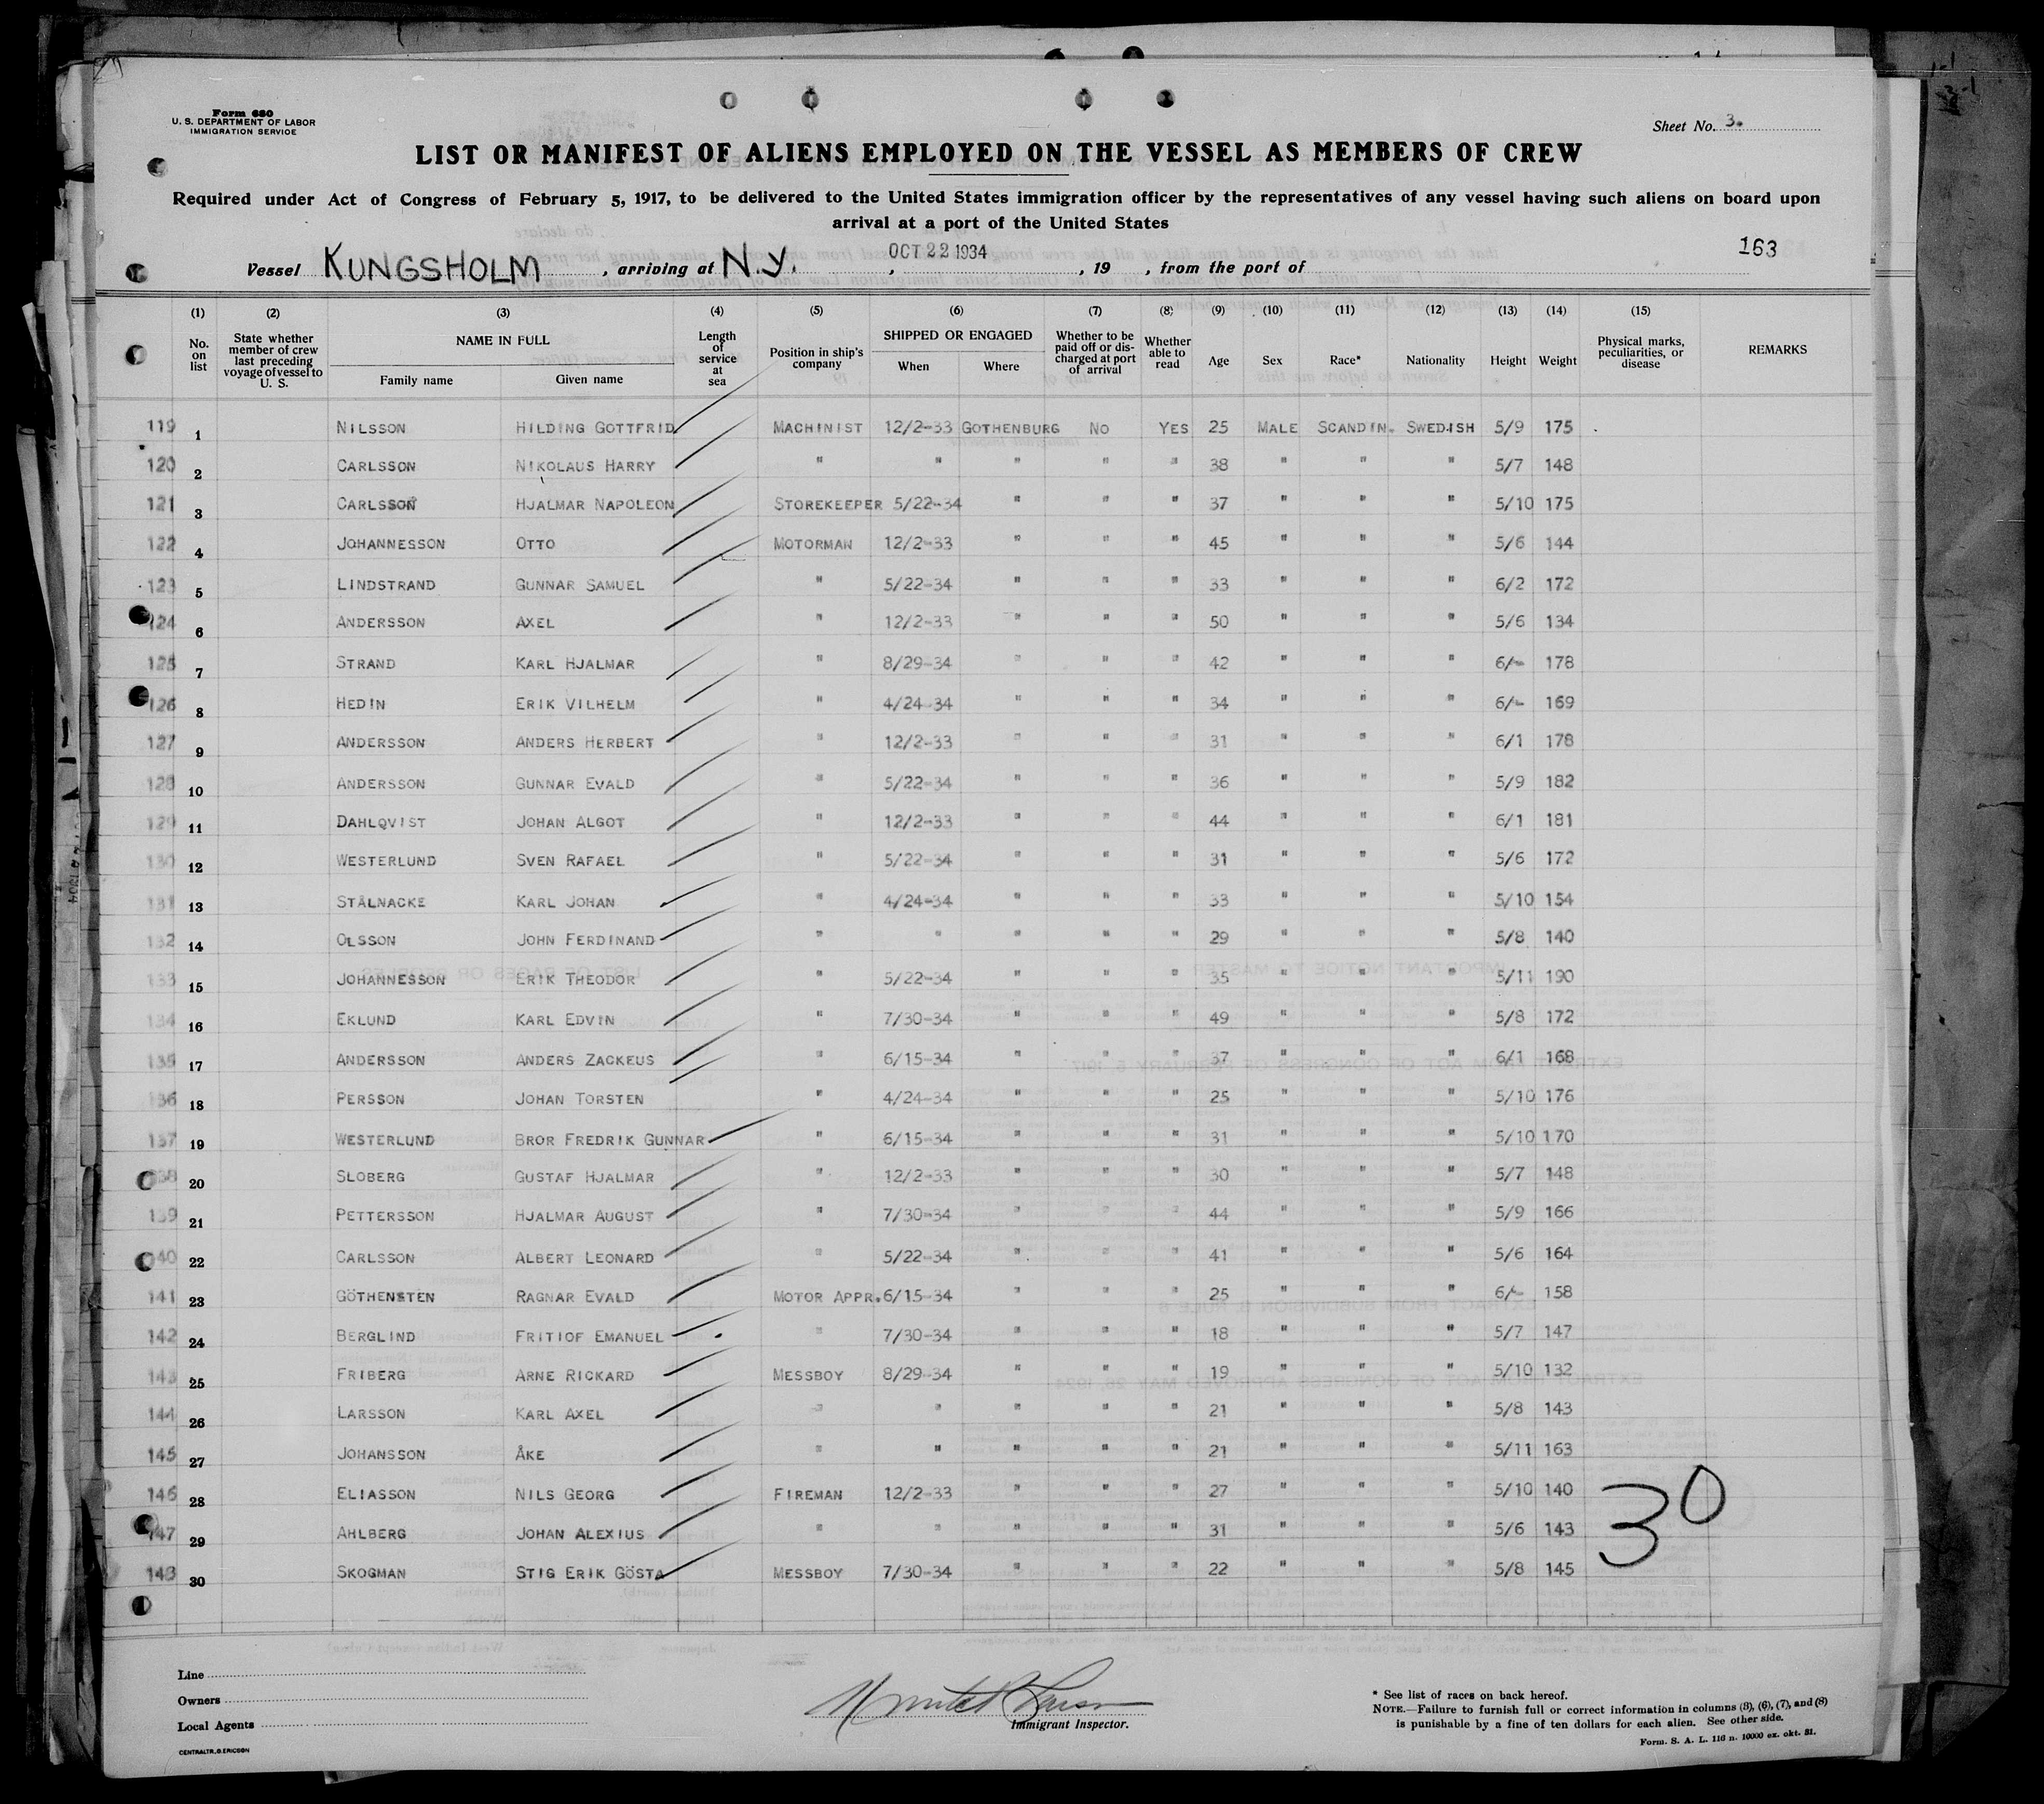 Form 680
U. S. DEPARTMENT OF LABOR
IMMIGRATION SERVICE
Sheet No. 3.
LIST OR MANIFEST OF ALIENS EMPLOYED ON THE VESSEL AS MEMBERS OF CREW
Required under Act of Congress of February 5, 1917, to be delivered to the United States immigration officer by the representatives of any vessel having such aliens on board upon
arrival at a port of the United States
163
Vessel KUNGSHOLM, arriving at N.Y., OCT 22 1934, 19 , from the port of
(1) (2) (3) (4) (5) (6) (7) (8) (9) (10) (11) (12) (13) (14) (15)
No. on list State whether member of crew last preceding voyage of vessel to U. S. NAME IN FULL Family name Given name Length of service at sea Position in ship's company SHIPPED OR ENGAGED When Where Whether to be paid off or discharged at port of arrival Whether able to read Age Sex Race* Nationality Height Weight Physical marks, peculiarities, or disease REMARKS
119 1 NILSSON HILDING GOTTFRID MACHINIST 12/2-33 GOTHENBURG NO YES 25 MALE SCANDIN. SWEDISH 5/9 175
120 2 CARLSSON NIKOLAUS HARRY " " " " " 38 " " " 5/7 148
121 3 CARLSSON HJALMAR NAPOLEON STOREKEEPER 5/22-34 " " " 37 " " " 5/10 175
122 4 JOHANNESSON OTTO MOTORMAN 12/2-33 " " " 45 " " " 5/6 144
123 5 LINDSTRAND GUNNAR SAMUEL " 5/22-34 " " " 33 " " " 6/2 172
124 6 ANDERSSON AXEL " 12/2-33 " " " 50 " " " 5/6 134
125 7 STRAND KARL HJALMAR " 8/29-34 " " " 42 " " " 6/- 178
126 8 HEDIN ERIK VILHELM " 4/24-34 " " " 34 " " " 6/- 169
127 9 ANDERSSON ANDERS HERBERT " 12/2-33 " " " 31 " " " 6/1 178
128 10 ANDERSSON GUNNAR EVALD " 5/22-34 " " " 36 " " " 5/9 182
129 11 DAHLQVIST JOHAN ALGOT " 12/2-33 " " " 44 " " " 6/1 181
130 12 WESTERLUND SVEN RAFAEL " 5/22-34 " " " 31 " " " 5/6 172
131 13 STÅLNACKE KARL JOHAN " 4/24-34 " " " 33 " " " 5/10 154
132 14 OLSSON JOHN FERDINAND " " " " " 29 " " " 5/8 140
133 15 JOHANNESSON ERIK THEODOR " 5/22-34 " " " 35 " " " 5/11 190
134 16 EKLUND KARL EDVIN " 7/30-34 " " " 49 " " " 5/8 172
135 17 ANDERSSON ANDERS ZACKEUS " 6/15-34 " " " 37 " " " 6/1 168
136 18 PERSSON JOHAN TORSTEN " 4/24-34 " " " 25 " " " 5/10 176
137 19 WESTERLUND BROR FREDRIK GUNNAR " 6/15-34 " " " 31 " " " 5/10 170
138 20 SLOBERG GUSTAF HJALMAR " 12/2-33 " " " 30 " " " 5/7 148
139 21 PETTERSSON HJALMAR AUGUST " 7/30-34 " " " 44 " " " 5/9 166
140 22 CARLSSON ALBERT LEONARD " 5/22-34 " " " 41 " " " 5/6 164
141 23 GÖTHENSTEN RAGNAR EVALD MOTOR APPR. 6/15-34 " " " 25 " " " 6/- 158
142 24 BERGLIND FRITIOF EMANUEL " 7/30-34 " " " 18 " " " 5/7 147
143 25 FRIBERG ARNE RICKARD MESSBOY 8/29-34 " " " 19 " " " 5/10 132
144 26 LARSSON KARL AXEL " " " " " 21 " " " 5/8 143
145 27 JOHANSSON ÅKE " " " " " 21 " " " 5/11 163
146 28 ELIASSON NILS GEORG FIREMAN 12/2-33 " " " 27 " " " 5/10 140
147 29 AHLBERG JOHAN ALEXIUS " " " " " 31 " " " 5/6 143
148 30 SKOGMAN STIG ERIK GÖSTA MESSBOY 7/30-34 " " " 22 " " " 5/8 145
30
Line
Owners
Local Agents
Immigrant Inspector.
CENTRALTR. G. ERICSON
* See list of races on back hereof.
NOTE.—Failure to furnish full or correct information in columns (3), (6), (7), and (8)
is punishable by a fine of ten dollars for each alien. See other side.
Form. S. A. L. 116 n. 10000 ex. okt. 31.